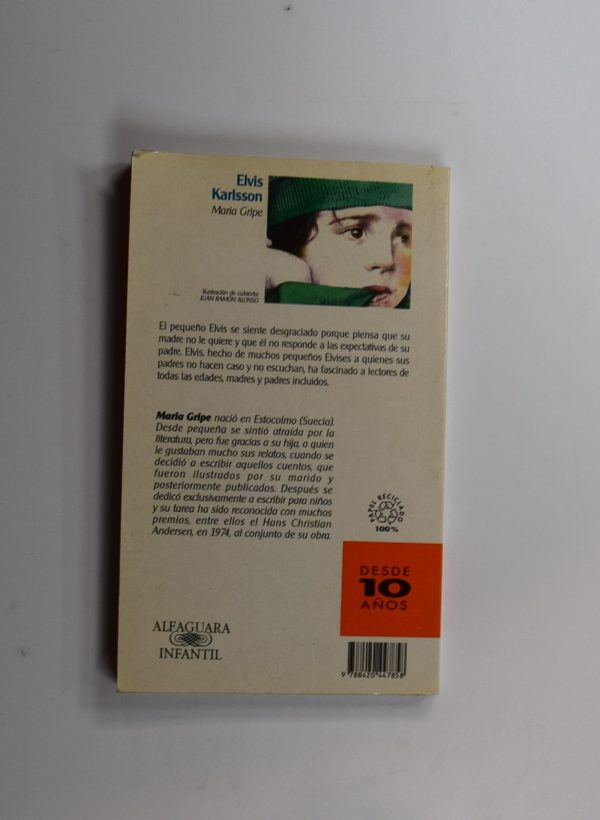 Elvis
Karlsson
Maria Gripe
Ilustración de cubierta:
JUAN RAMÓN ALONSO
El pequeño Elvis se siente desgraciado porque piensa que su
madre no le quiere y que él no responde a las expectativas de su
padre. Elvis, hecho de muchos pequeños Elvises a quienes sus
padres no hacen caso y no escuchan, ha fascinado a lectores de
todas las edades, madres y padres incluidos.
Maria Gripe nació en Estocolmo (Suecia).
Desde pequeña se sintió atraída por la
literatura, pero fue gracias a su hija, a quien
le gustaban mucho sus relatos, cuando se
decidió a escribir aquellos cuentos, que
fueron ilustrados por su marido y
posteriormente publicados. Después se
dedicó exclusivamente a escribir para niños
y su tarea ha sido reconocida con muchos
premios, entre ellos el Hans Christian
Andersen, en 1974, al conjunto de su obra.
PAPEL RECICLADO
100%
DESDE
10
AÑOS
ALFAGUARA
INFANTIL
9 788420 447858